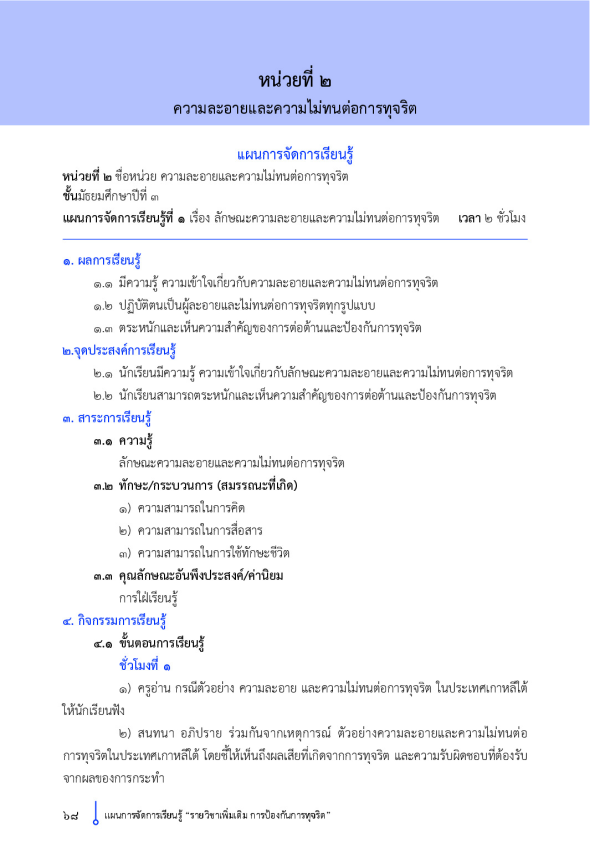 หน่วยที่ ๒
ความละอายและความไม่ทนต่อการทุจริต
แผนการจัดการเรียนรู้
หน่วยที่ ๒ ชื่อหน่วย ความละอายและความไม่ทนต่อการทุจริต
ชั้นมัธยมศึกษาปีที่ ๓
แผนการจัดการเรียนรู้ที่ ๑ เรื่อง ลักษณะความละอายและความไม่ทนต่อการทุจริต เวลา ๒ ชั่วโมง
๑. ผลการเรียนรู้
๑.๑ มีความรู้ ความเข้าใจเกี่ยวกับความละอายและความไม่ทนต่อการทุจริต
๑.๒ ปฏิบัติตนเป็นผู้ละอายและไม่ทนต่อการทุจริตทุกรูปแบบ
๑.๓ ตระหนักและเห็นความสำคัญของการต่อต้านและป้องกันการทุจริต
๒.จุดประสงค์การเรียนรู้
๒.๑ นักเรียนมีความรู้ ความเข้าใจเกี่ยวกับลักษณะความละอายและความไม่ทนต่อการทุจริต
๒.๒ นักเรียนสามารถตระหนักและเห็นความสำคัญของการต่อต้านและป้องกันการทุจริต
๓. สาระการเรียนรู้
๓.๑ ความรู้
ลักษณะความละอายและความไม่ทนต่อการทุจริต
๓.๒ ทักษะ/กระบวนการ (สมรรถนะที่เกิด)
๑) ความสามารถในการคิด
๒) ความสามารถในการสื่อสาร
๓) ความสามารถในการใช้ทักษะชีวิต
๓.๓ คุณลักษณะอันพึงประสงค์/ค่านิยม
การใฝ่เรียนรู้
๔. กิจกรรมการเรียนรู้
๔.๑ ขั้นตอนการเรียนรู้
ชั่วโมงที่ ๑
๑) ครูอ่าน กรณีตัวอย่าง ความละอาย และความไม่ทนต่อการทุจริต ในประเทศเกาหลีใต้
ให้นักเรียนฟัง
๒) สนทนา อภิปราย ร่วมกันจากเหตุการณ์ ตัวอย่างความละอายและความไม่ทนต่อ
การทุจริตในประเทศเกาหลีใต้ โดยชี้ให้เห็นถึงผลเสียที่เกิดจากการทุจริต และความรับผิดชอบที่ต้องรับ
จากผลของการกระทำ
๖๘ แผนการจัดการเรียนรู้ "รายวิชาเพิ่มเติม การป้องกันการทุจริต"